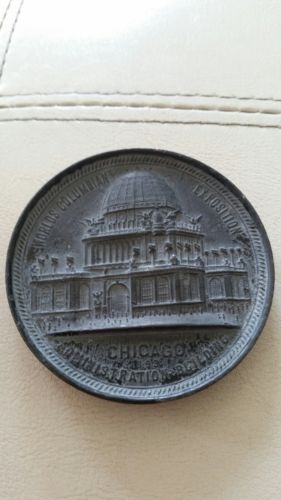 WORLD'S COLUMBIAN EXPOSITION
CHICAGO
ADMINISTRATION BUILDING